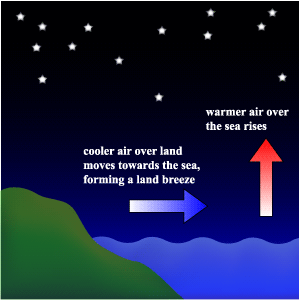 warmer air over
the sea rises
cooler air over land
moves towards the sea,
forming a land breeze